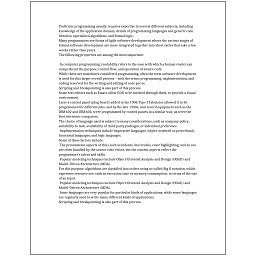 Proficient programming usually requires expertise in several different subjects, including
knowledge of the application domain, details of programming languages and generic code
libraries, specialized algorithms, and formal logic.
Many programmers use forms of Agile software development where the various stages of
formal software development are more integrated together into short cycles that take a few
weeks rather than years.
The following properties are among the most important:
In computer programming, readability refers to the ease with which a human reader can
comprehend the purpose, control flow, and operation of source code.
While these are sometimes considered programming, often the term software development
is used for this larger overall process – with the terms programming, implementation, and
coding reserved for the writing and editing of code per se.
Scripting and breakpointing is also part of this process.
Some text editors such as Emacs allow GDB to be invoked through them, to provide a visual
environment.
Later a control panel (plug board) added to his 1906 Type I Tabulator allowed it to be
programmed for different jobs, and by the late 1940s, unit record equipment such as the
IBM 602 and IBM 604, were programmed by control panels in a similar way, as were the
first electronic computers.
The choice of language used is subject to many considerations, such as company policy,
suitability to task, availability of third-party packages, or individual preference.
Implementation techniques include imperative languages (object-oriented or procedural),
functional languages, and logic languages.
Some of these factors include:
The presentation aspects of this (such as indents, line breaks, color highlighting, and so on)
are often handled by the source code editor, but the content aspects reflect the
programmer's talent and skills.
Popular modeling techniques include Object-Oriented Analysis and Design (OOAD) and
Model-Driven Architecture (MDA).
For this purpose, algorithms are classified into orders using so-called Big O notation, which
expresses resource use, such as execution time or memory consumption, in terms of the size
of an input.
Popular modeling techniques include Object-Oriented Analysis and Design (OOAD) and
Model-Driven Architecture (MDA).
Some languages are very popular for particular kinds of applications, while some languages
are regularly used to write many different kinds of applications.
Scripting and breakpointing is also part of this process.